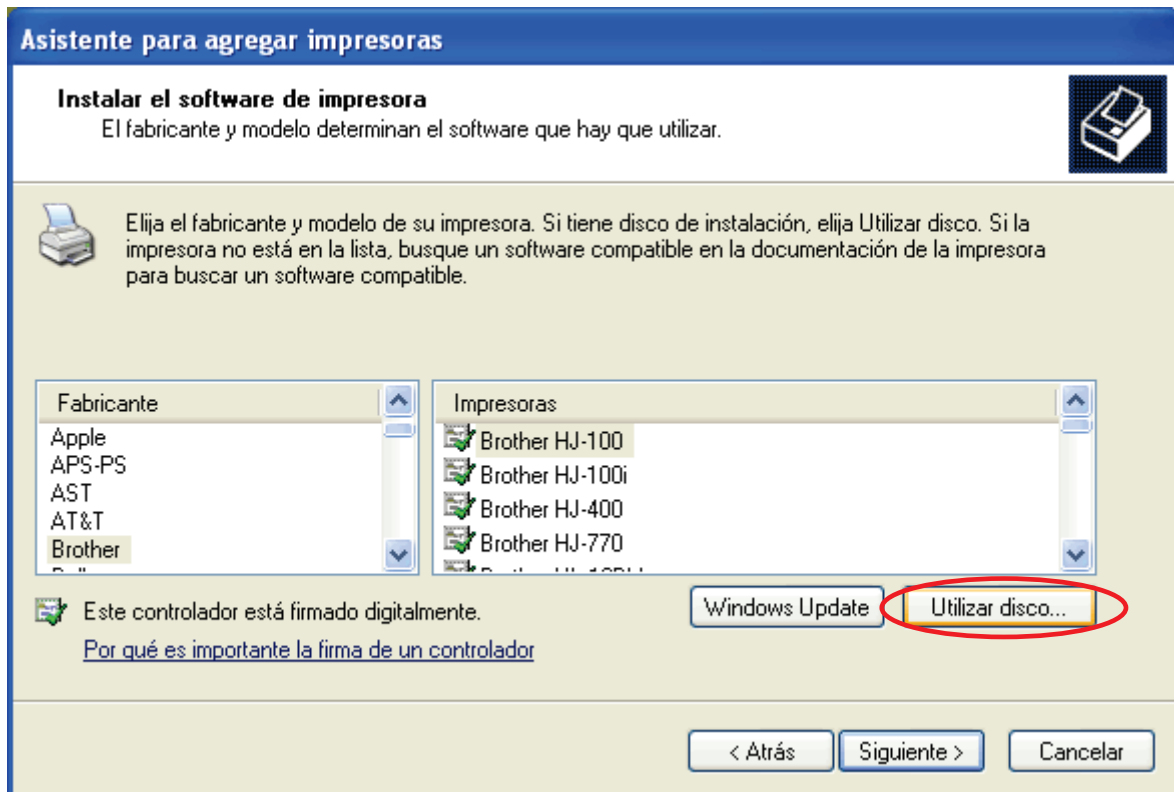 Asistente para agregar impresoras
Instalar el software de impresora
El fabricante y modelo determinan el software que hay que utilizar.
Elija el fabricante y modelo de su impresora. Si tiene disco de instalación, elija Utilizar disco. Si la
impresora no está en la lista, busque un software compatible en la documentación de la impresora
para buscar un software compatible.
Fabricante
Apple
APS-PS
AST
AT&T
Brother
Impresoras
Brother HJ-100
Brother HJ-100i
Brother HJ-400
Brother HJ-770
Este controlador está firmado digitalmente.
Por qué es importante la firma de un controlador
Windows Update
Utilizar disco...
< Atrás
Siguiente >
Cancelar